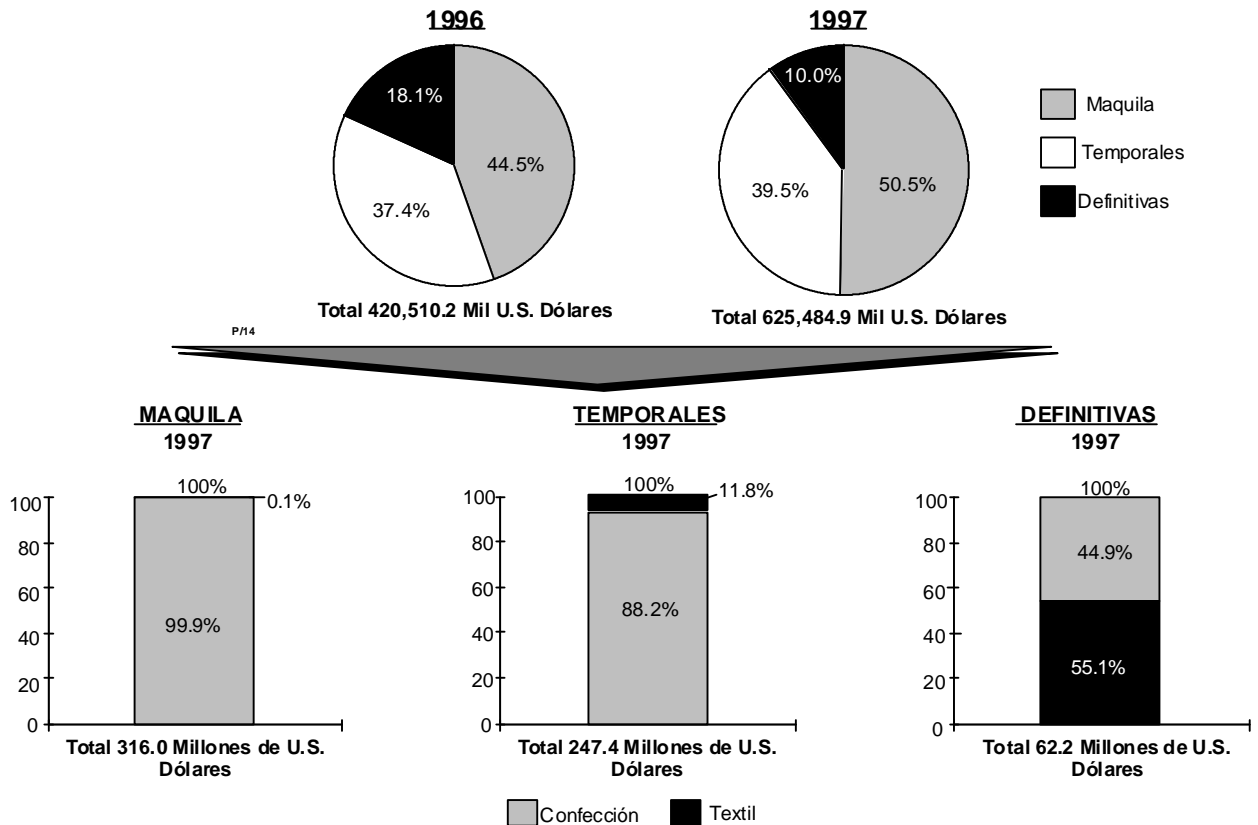 1996
18.1%
44.5%
37.4%
Total 420,510.2 Mil U.S. Dólares
1997
10.0%
39.5%
50.5%
Total 625,484.9 Mil U.S. Dólares
Maquila
Temporales
Definitivas
P/14
MAQUILA
1997
100%
0.1%
100
80
60
40
20
0
99.9%
Total 316.0 Millones de U.S.
Dólares
TEMPORALES
1997
100%
11.8%
100
80
60
40
20
0
88.2%
Total 247.4 Millones de U.S.
Dólares
DEFINITIVAS
1997
100%
100
80
60
40
20
0
44.9%
55.1%
Total 62.2 Millones de U.S.
Dólares
Confección
Textil